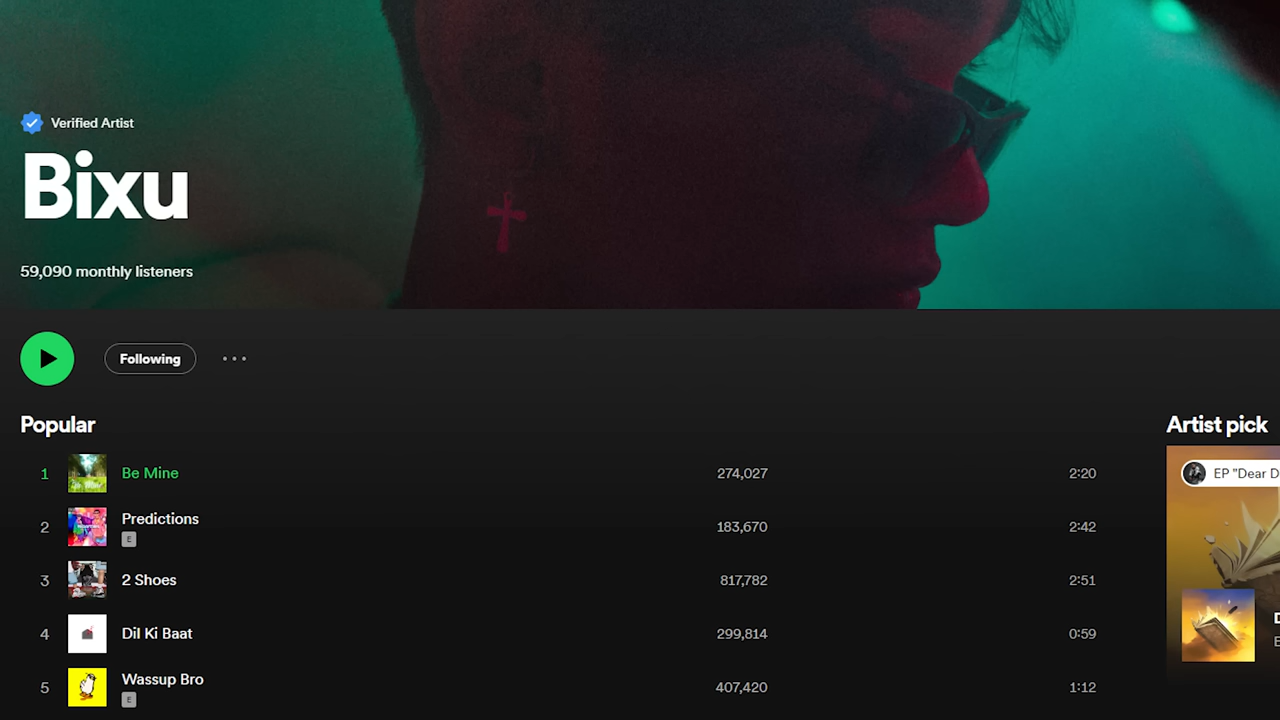 Verified Artist
Bixu
59,090 monthly listeners
Following
Popular
Artist pick
1 Be Mine 274,027 2:20
EP "Dear D
2 Predictions 183,670 2:42
E
3 2 Shoes 817,782 2:51
4 Dil Ki Baat 299,814 0:59
5 Wassup Bro 407,420 1:12
E